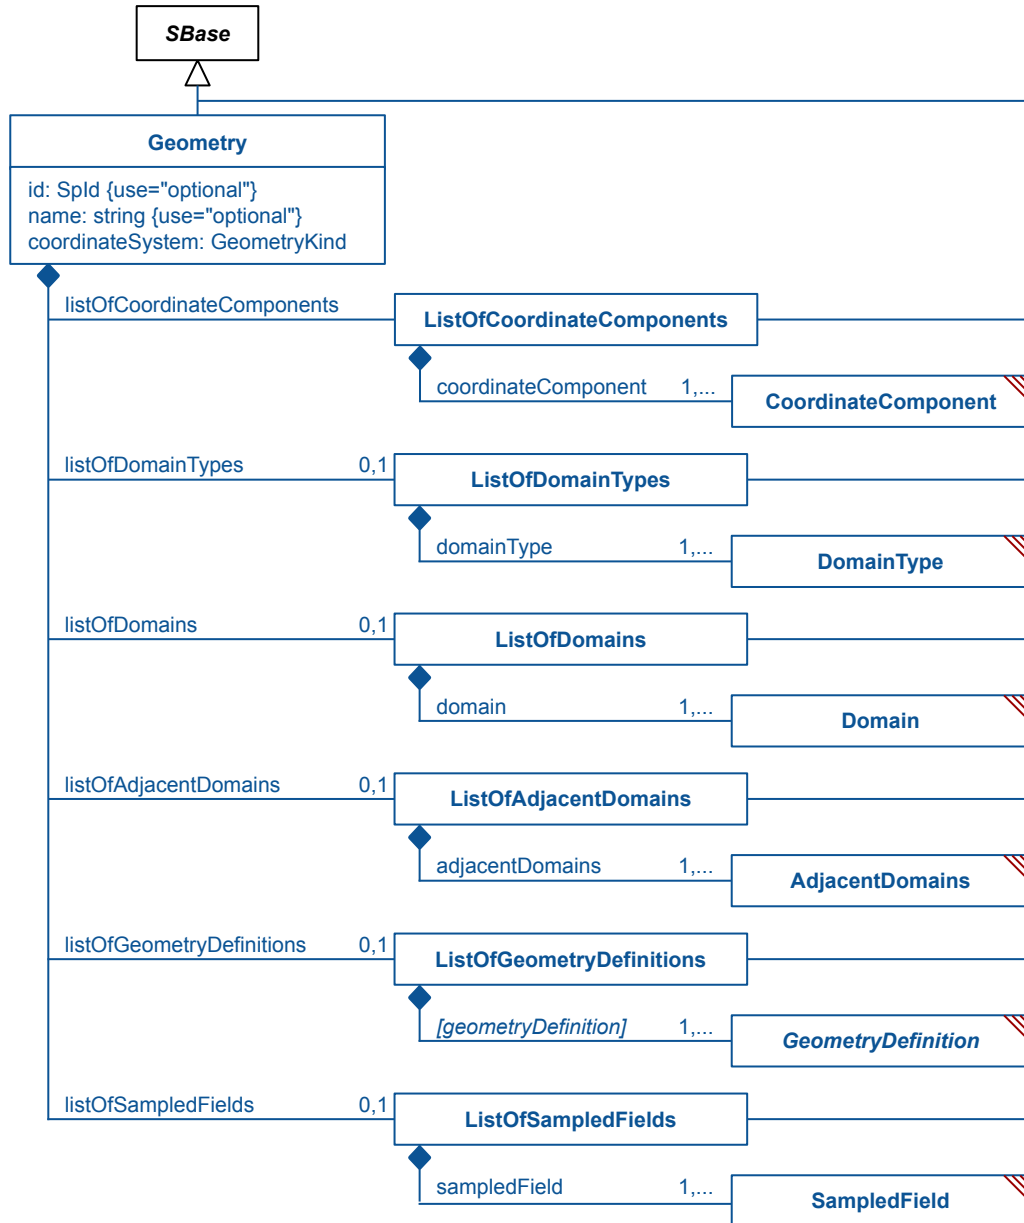 SBase
Geometry
id: SpId {use="optional"}
name: string {use="optional"}
coordinateSystem: GeometryKind
listOfCoordinateComponents
ListOfCoordinateComponents
coordinateComponent 1,...
CoordinateComponent
listOfDomainTypes 0,1
ListOfDomainTypes
domainType 1,...
DomainType
listOfDomains 0,1
ListOfDomains
domain 1,...
Domain
listOfAdjacentDomains 0,1
ListOfAdjacentDomains
adjacentDomains 1,...
AdjacentDomains
listOfGeometryDefinitions 0,1
ListOfGeometryDefinitions
[geometryDefinition] 1,...
GeometryDefinition
listOfSampledFields 0,1
ListOfSampledFields
sampledField 1,...
SampledField